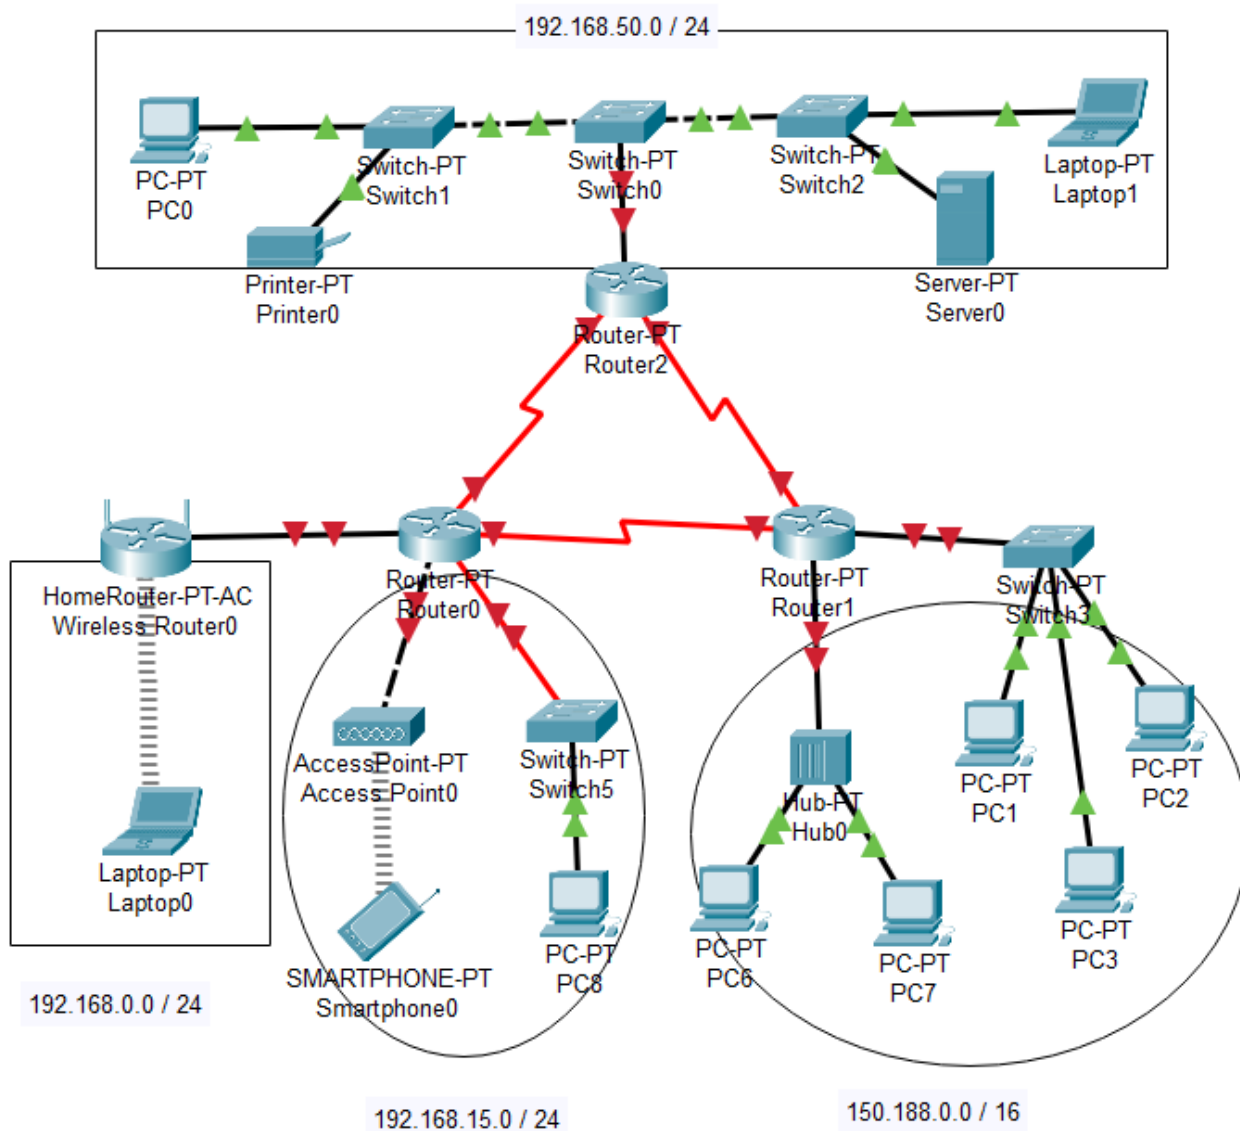 192.168.50.0 / 24
PC-PT
PC0
Switch-PT
Switch1
Switch-PT
Switch0
Switch-PT
Switch2
Laptop-PT
Laptop1
Printer-PT
Printer0
Server-PT
Server0
Router-PT
Router2
HomeRouter-PT-AC
Wireless Router0
Router-PT
Router0
Router-PT
Router1
Switch-PT
Switch3
AccessPoint-PT
Access Point0
Switch-PT
Switch5
Hub-PT
Hub0
PC-PT
PC1
PC-PT
PC2
Laptop-PT
Laptop0
SMARTPHONE-PT
Smartphone0
PC-PT
PC8
PC-PT
PC6
PC-PT
PC7
PC-PT
PC3
192.168.0.0 / 24
192.168.15.0 / 24
150.188.0.0 / 16